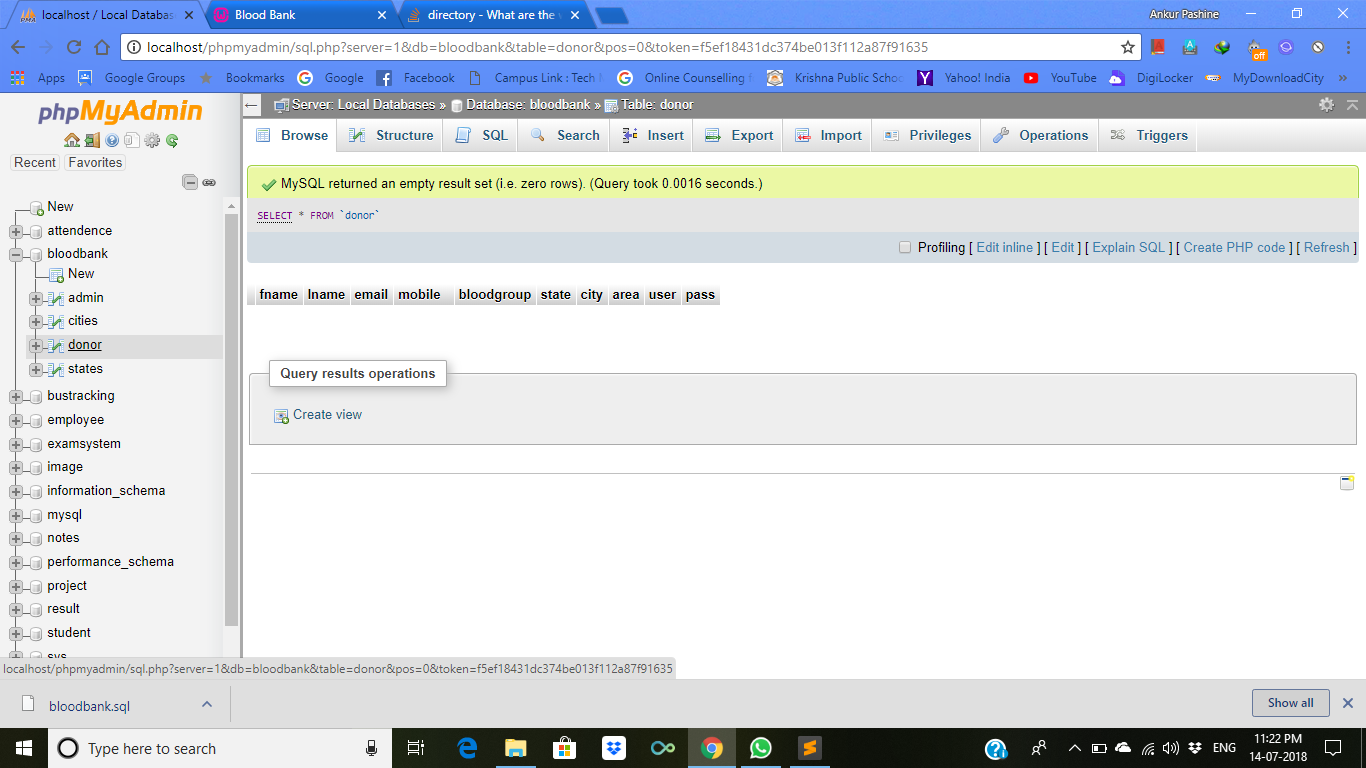 localhost / Local Databas
Blood Bank
directory - What are the
Ankur Pashine
localhost/phpmyadmin/sql.php?server=1&db=bloodbank&table=donor&pos=0&token=f5ef18431dc374be013f112a87f91635
off
Apps Google Groups Bookmarks Google Facebook Campus Link : Tech Online Counselling Krishna Public Schoo Yahoo! India YouTube DigiLocker MyDownloadCity »
phpMyAdmin
Recent Favorites
New
attendence
bloodbank
New
admin
cities
donor
states
bustracking
employee
examsystem
image
information_schema
mysql
notes
performance_schema
project
result
student
sys
Server: Local Databases » Database: bloodbank » Table: donor
Browse Structure SQL Search Insert Export Import Privileges Operations Triggers
MySQL returned an empty result set (i.e. zero rows). (Query took 0.0016 seconds.)
SELECT * FROM `donor`
Profiling [ Edit inline ] [ Edit ] [ Explain SQL ] [ Create PHP code ] [ Refresh ]
fname lname email mobile bloodgroup state city area user pass
Query results operations
Create view
localhost/phpmyadmin/sql.php?server=1&db=bloodbank&table=donor&pos=0&token=f5ef18431dc374be013f112a87f91635
bloodbank.sql
Show all
Type here to search
ENG
11:22 PM
14-07-2018